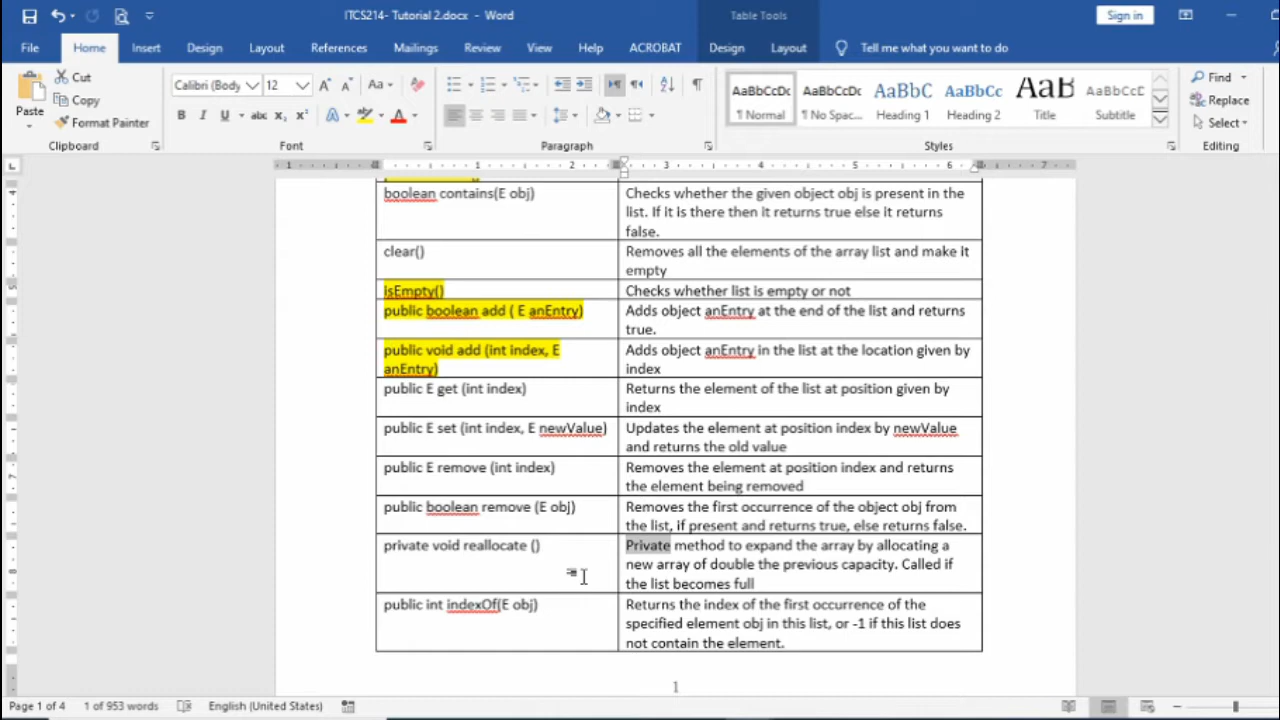 ITCS214- Tutorial 2.docx - Word
Table Tools
Sign in
File Home Insert Design Layout References Mailings Review View Help ACROBAT Design Layout Tell me what you want to do
Paste
Cut
Copy
Format Painter
Clipboard
Calibri (Body 12
Aa
B I U abc x₂ x²
Font
Paragraph
AaBbCcDc AaBbCcDc AaBbC AaBbCc AaB AaBbCcD
¶ Normal ¶ No Spac... Heading 1 Heading 2 Title Subtitle
Styles
Find
Replace
Select
Editing
1 1 2 3 4 5 6 7
boolean contains(E obj)
Checks whether the given object obj is present in the
list. If it is there then it returns true else it returns
false.
clear()
Removes all the elements of the array list and make it
empty
isEmpty()
Checks whether list is empty or not
public boolean add ( E anEntry)
Adds object anEntry at the end of the list and returns
true.
public void add (int index, E
anEntry)
Adds object anEntry in the list at the location given by
index
public E get (int index)
Returns the element of the list at position given by
index
public E set (int index, E newValue)
Updates the element at position index by newValue
and returns the old value
public E remove (int index)
Removes the element at position index and returns
the element being removed
public boolean remove (E obj)
Removes the first occurrence of the object obj from
the list, if present and returns true, else returns false.
private void reallocate ()
Private method to expand the array by allocating a
new array of double the previous capacity. Called if
the list becomes full
public int indexOf(E obj)
Returns the index of the first occurrence of the
specified element obj in this list, or -1 if this list does
not contain the element.
1
Page 1 of 4 1 of 953 words English (United States)